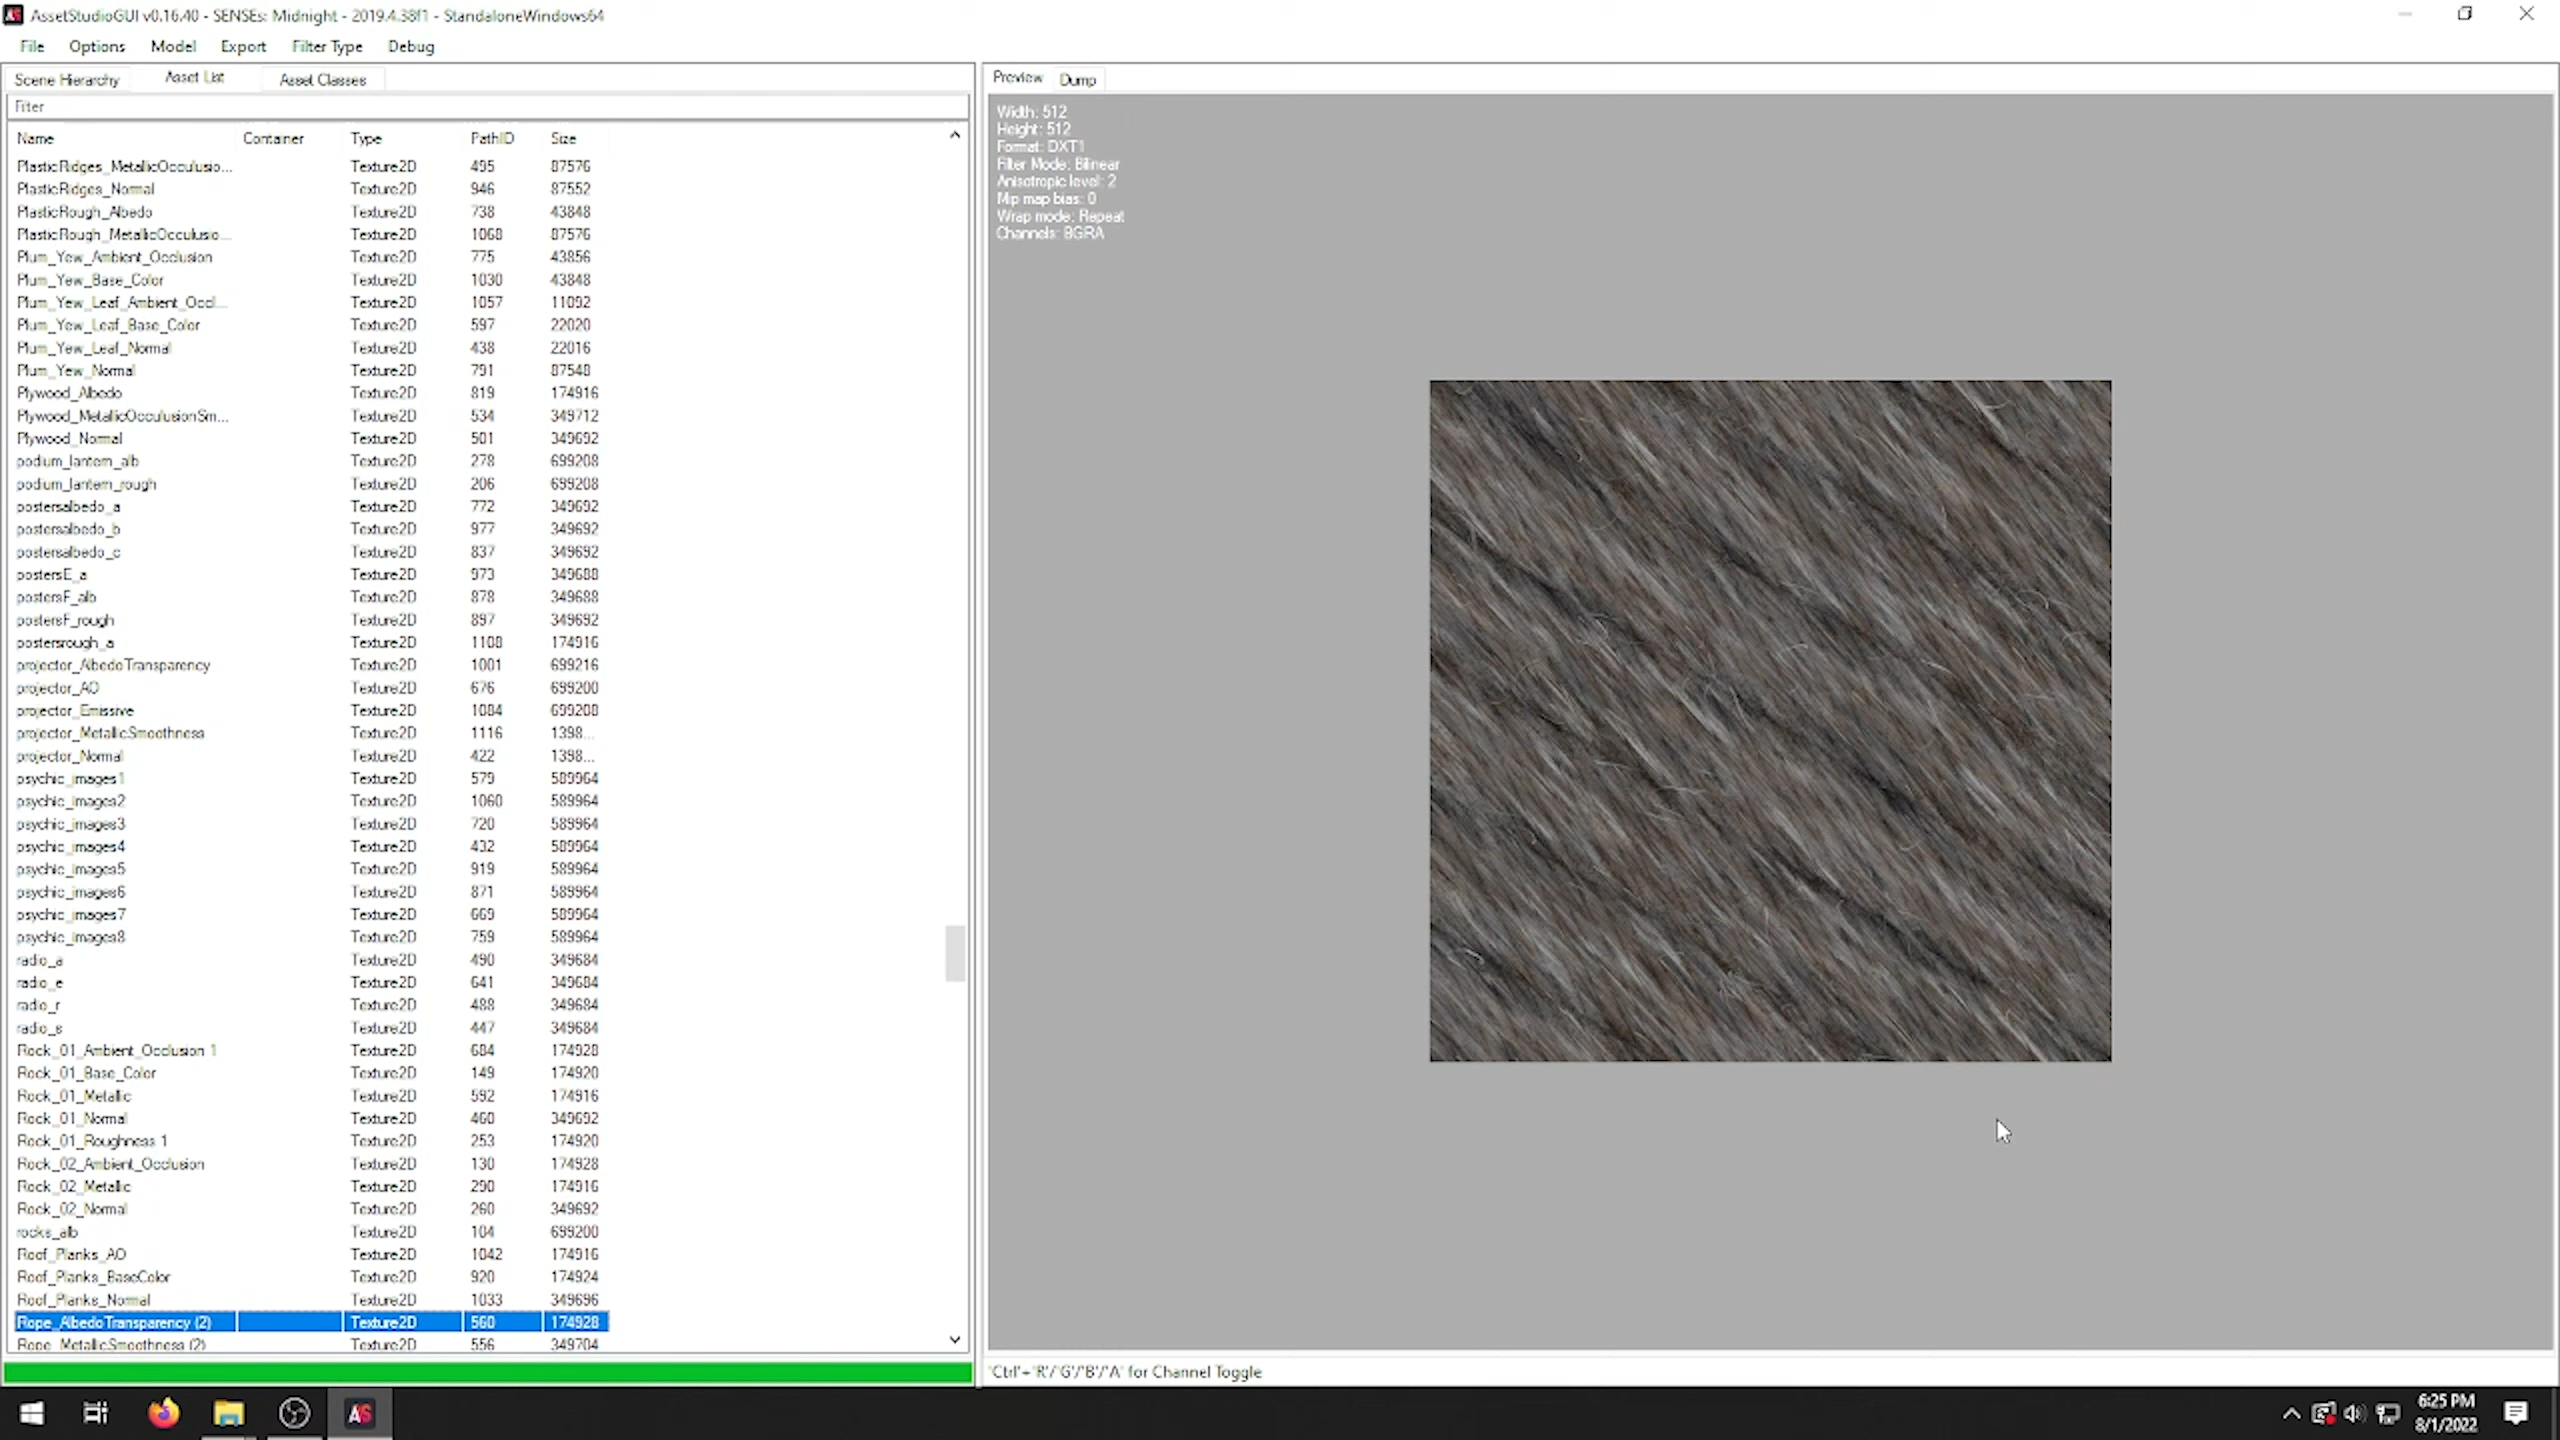 AssetStudioGUI v0.16.40 - SENSEs: Midnight - 2019.4.38f1 - StandaloneWindows64
File Options Model Export Filter Type Debug
Scene Hierarchy Asset List Asset Classes
Filter
Name Container Type PathID Size
PlasticRidges_MetallicOcculusio... Texture2D 495 87576
PlasticRidges_Normal Texture2D 946 87552
PlasticRough_Albedo Texture2D 738 43848
PlasticRough_MetallicOcculusio... Texture2D 1068 87576
Plum_Yew_Ambient_Occlusion Texture2D 775 43856
Plum_Yew_Base_Color Texture2D 1030 43848
Plum_Yew_Leaf_Ambient_Occl... Texture2D 1057 11092
Plum_Yew_Leaf_Base_Color Texture2D 597 22020
Plum_Yew_Leaf_Normal Texture2D 438 22016
Plum_Yew_Normal Texture2D 791 87548
Plywood_Albedo Texture2D 819 174916
Plywood_MetallicOcculusionSm... Texture2D 534 349712
Plywood_Normal Texture2D 501 349692
podium_lantern_alb Texture2D 278 699208
podium_lantern_rough Texture2D 206 699208
postersalbedo_a Texture2D 772 349692
postersalbedo_b Texture2D 977 349692
postersalbedo_c Texture2D 837 349692
postersE_a Texture2D 973 349688
postersF_alb Texture2D 878 349688
postersF_rough Texture2D 897 349692
postersrough_a Texture2D 1108 174916
projector_AlbedoTransparency Texture2D 1001 699216
projector_AO Texture2D 676 699200
projector_Emissive Texture2D 1084 699208
projector_MetallicSmoothness Texture2D 1116 1398...
projector_Normal Texture2D 422 1398...
psychic_images1 Texture2D 579 589964
psychic_images2 Texture2D 1060 589964
psychic_images3 Texture2D 720 589964
psychic_images4 Texture2D 432 589964
psychic_images5 Texture2D 919 589964
psychic_images6 Texture2D 871 589964
psychic_images7 Texture2D 669 589964
psychic_images8 Texture2D 759 589964
radio_a Texture2D 490 349684
radio_e Texture2D 641 349684
radio_r Texture2D 488 349684
radio_s Texture2D 447 349684
Rock_01_Ambient_Occlusion 1 Texture2D 684 174928
Rock_01_Base_Color Texture2D 149 174920
Rock_01_Metallic Texture2D 592 174916
Rock_01_Normal Texture2D 460 349692
Rock_01_Roughness 1 Texture2D 253 174920
Rock_02_Ambient_Occlusion Texture2D 130 174928
Rock_02_Metallic Texture2D 290 174916
Rock_02_Normal Texture2D 260 349692
rocks_alb Texture2D 104 699200
Roof_Planks_AO Texture2D 1042 174916
Roof_Planks_BaseColor Texture2D 920 174924
Roof_Planks_Normal Texture2D 1033 349696
Rope_AlbedoTransparency (2) Texture2D 560 174928
Rope_MetallicSmoothness (2) Texture2D 556 349704
Preview Dump
Width: 512
Height: 512
Format: DXT1
Filter Mode: Bilinear
Anisotropic level: 2
Mip map bias: 0
Wrap mode: Repeat
Channels: BGRA
'Ctrl'+'R'/'G'/'B'/'A' for Channel Toggle
AS
6:25 PM
8/1/2022